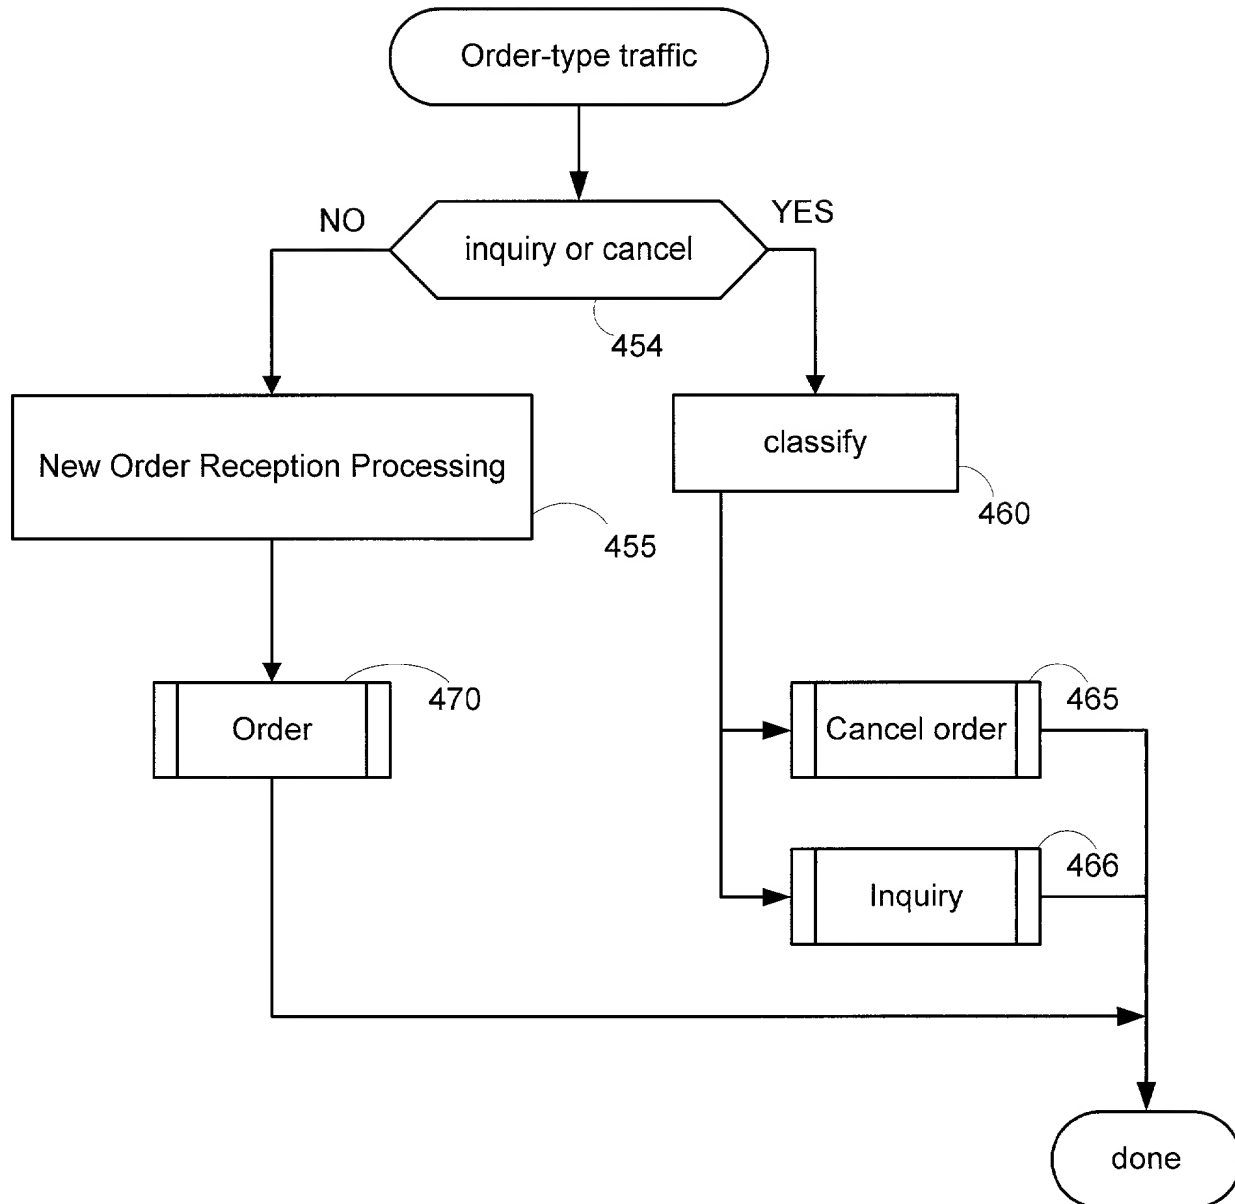 Order-type traffic
NO
YES
inquiry or cancel
454
classify
New Order Reception Processing
460
455
470
465
Order
Cancel order
466
Inquiry
done